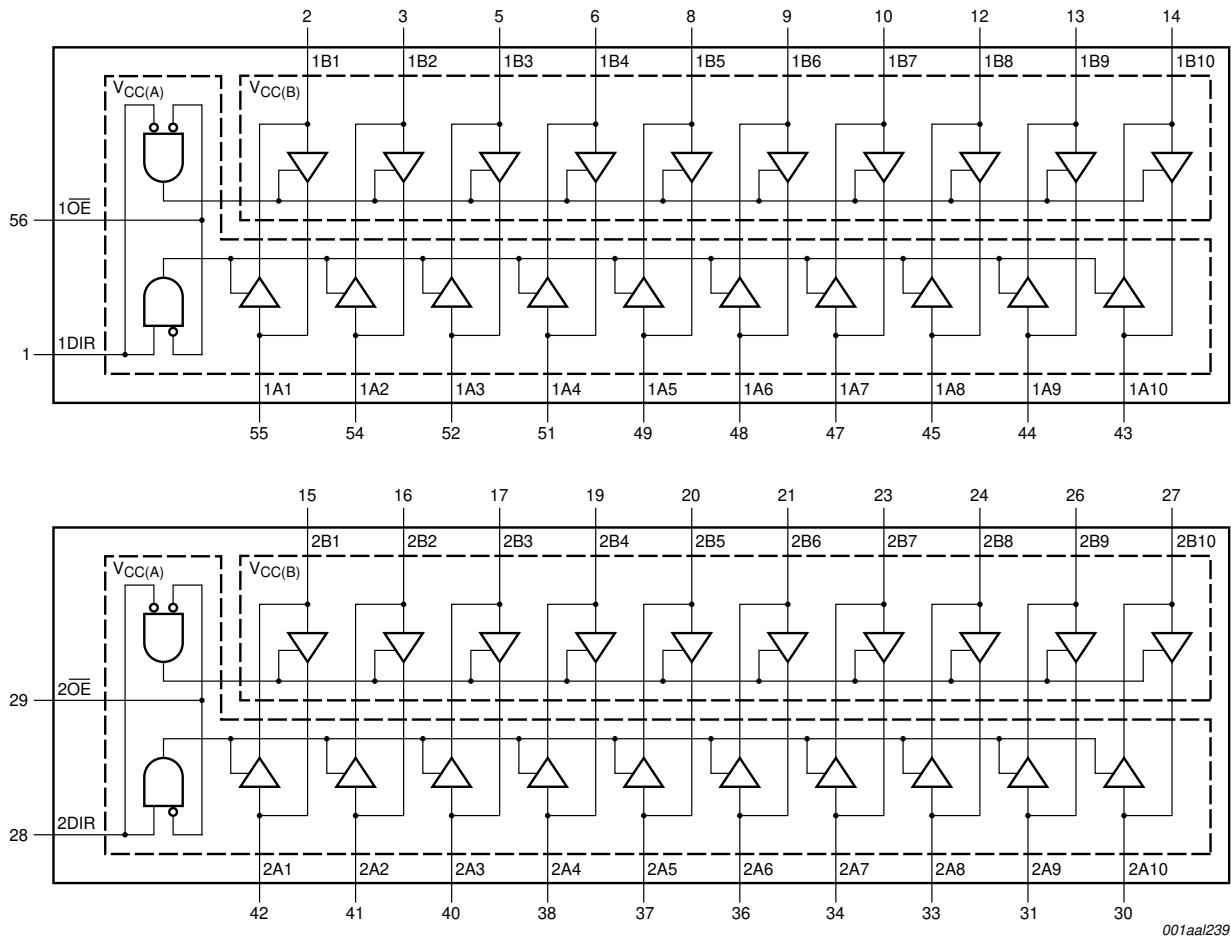 2 3 5 6 8 9 10 12 13 14
1B1 1B2 1B3 1B4 1B5 1B6 1B7 1B8 1B9 1B10
VCC(A) VCC(B)
56 1O̅E̅
1 1DIR
1A1 1A2 1A3 1A4 1A5 1A6 1A7 1A8 1A9 1A10
55 54 52 51 49 48 47 45 44 43
15 16 17 19 20 21 23 24 26 27
2B1 2B2 2B3 2B4 2B5 2B6 2B7 2B8 2B9 2B10
VCC(A) VCC(B)
29 2O̅E̅
28 2DIR
2A1 2A2 2A3 2A4 2A5 2A6 2A7 2A8 2A9 2A10
42 41 40 38 37 36 34 33 31 30
001aal239